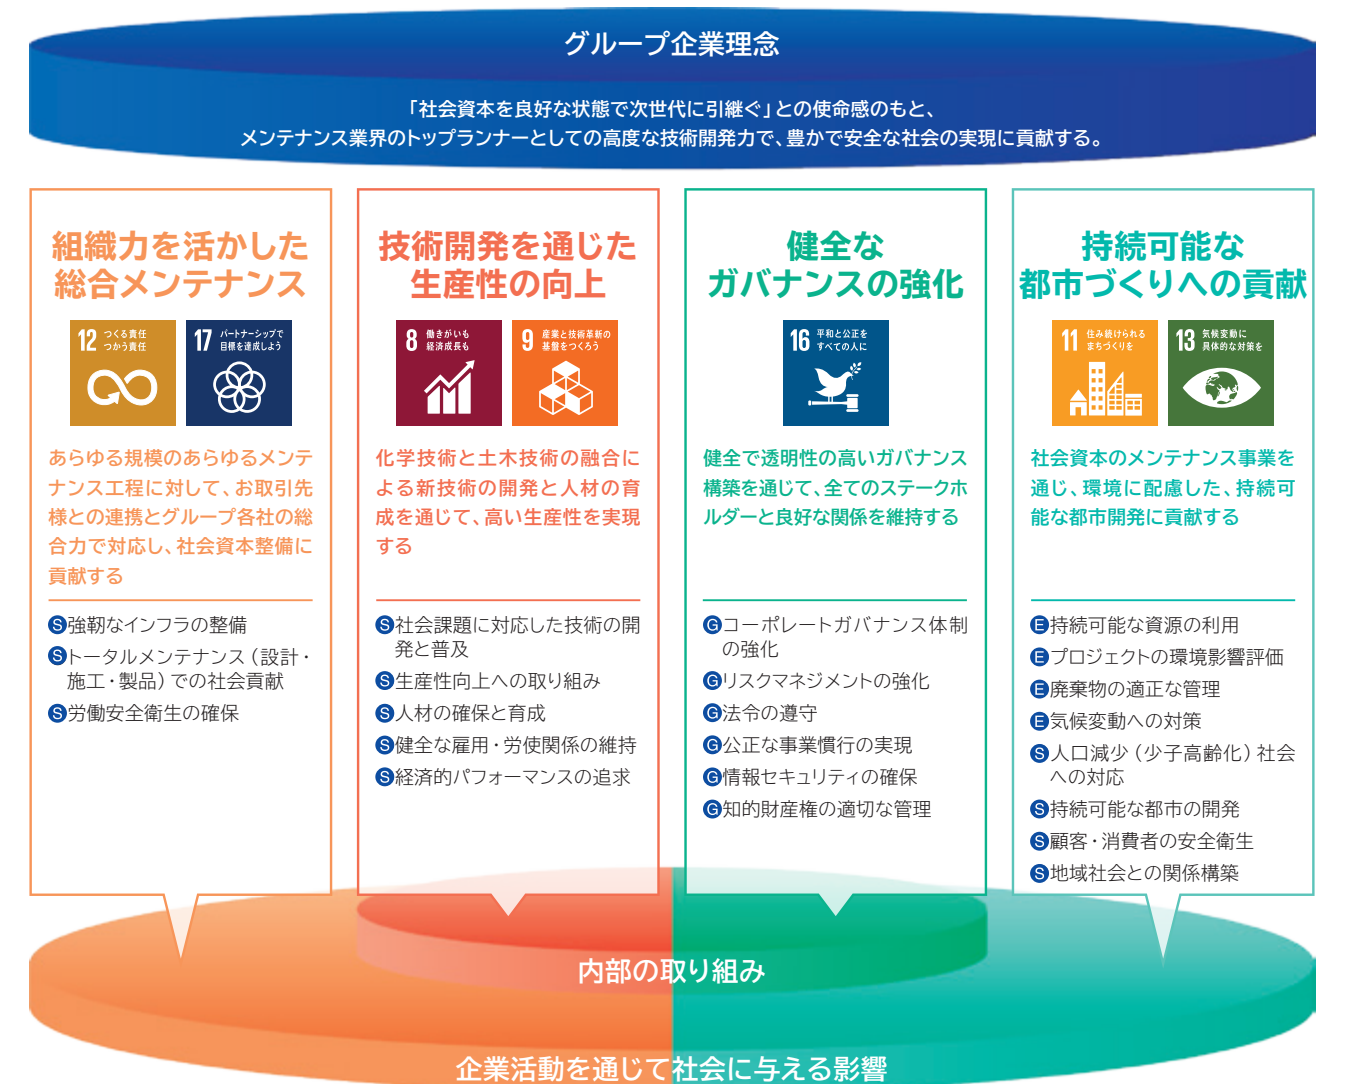 グループ企業理念
「社会資本を良好な状態で次世代に引継ぐ」との使命感のもと、
メンテナンス業界のトップランナーとしての高度な技術開発力で、豊かで安全な社会の実現に貢献する。
組織力を活かした
総合メンテナンス
12 つくる責任
つかう責任
17 パートナーシップで
目標を達成しよう
あらゆる規模のあらゆるメンテ
ナンス工程に対して、お取引先
様との連携とグループ各社の総
合力で対応し、社会資本整備に
貢献する
S強靭なインフラの整備
Sトータルメンテナンス（設計・
施工・製品）での社会貢献
S労働安全衛生の確保
技術開発を通じた
生産性の向上
8 働きがいも
経済成長も
9 産業と技術革新の
基盤をつくろう
化学技術と土木技術の融合に
よる新技術の開発と人材の育
成を通じて、高い生産性を実現
する
S社会課題に対応した技術の開
発と普及
S生産性向上への取り組み
S人材の確保と育成
S健全な雇用・労使関係の維持
S経済的パフォーマンスの追求
健全な
ガバナンスの強化
16 平和と公正を
すべての人に
健全で透明性の高いガバナンス
構築を通じて、全てのステークホ
ルダーと良好な関係を維持する
Gコーポレートガバナンス体制
の強化
Gリスクマネジメントの強化
G法令の遵守
G公正な事業慣行の実現
G情報セキュリティの確保
G知的財産権の適切な管理
持続可能な
都市づくりへの貢献
11 住み続けられる
まちづくりを
13 気候変動に
具体的な対策を
社会資本のメンテナンス事業を
通じ、環境に配慮した、持続可
能な都市開発に貢献する
E持続可能な資源の利用
Eプロジェクトの環境影響評価
E廃棄物の適正な管理
E気候変動への対策
S人口減少（少子高齢化）社会
への対応
S持続可能な都市の開発
S顧客・消費者の安全衛生
S地域社会との関係構築
内部の取り組み
企業活動を通じて社会に与える影響